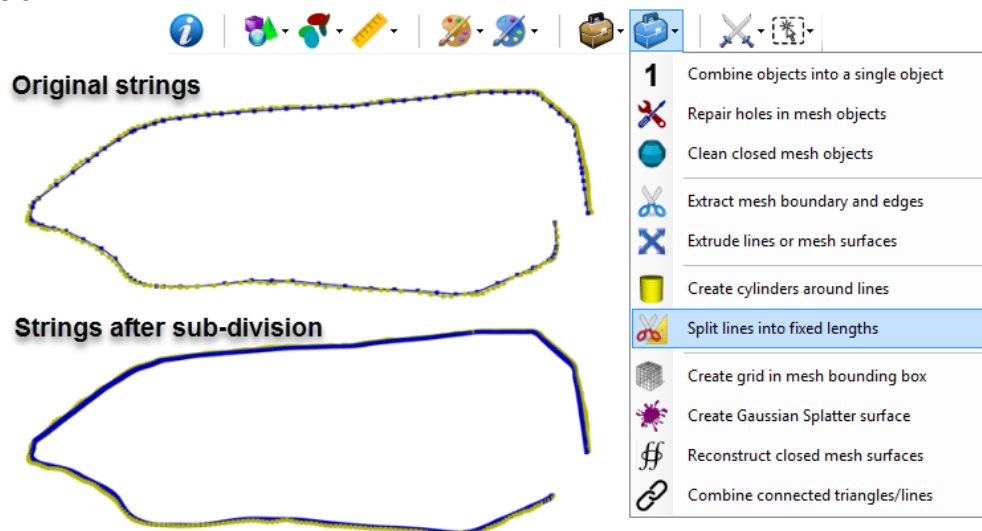 Original strings
Strings after sub-division
1 Combine objects into a single object
Repair holes in mesh objects
Clean closed mesh objects
Extract mesh boundary and edges
Extrude lines or mesh surfaces
Create cylinders around lines
Split lines into fixed lengths
Create grid in mesh bounding box
Create Gaussian Splatter surface
∯ Reconstruct closed mesh surfaces
Combine connected triangles/lines